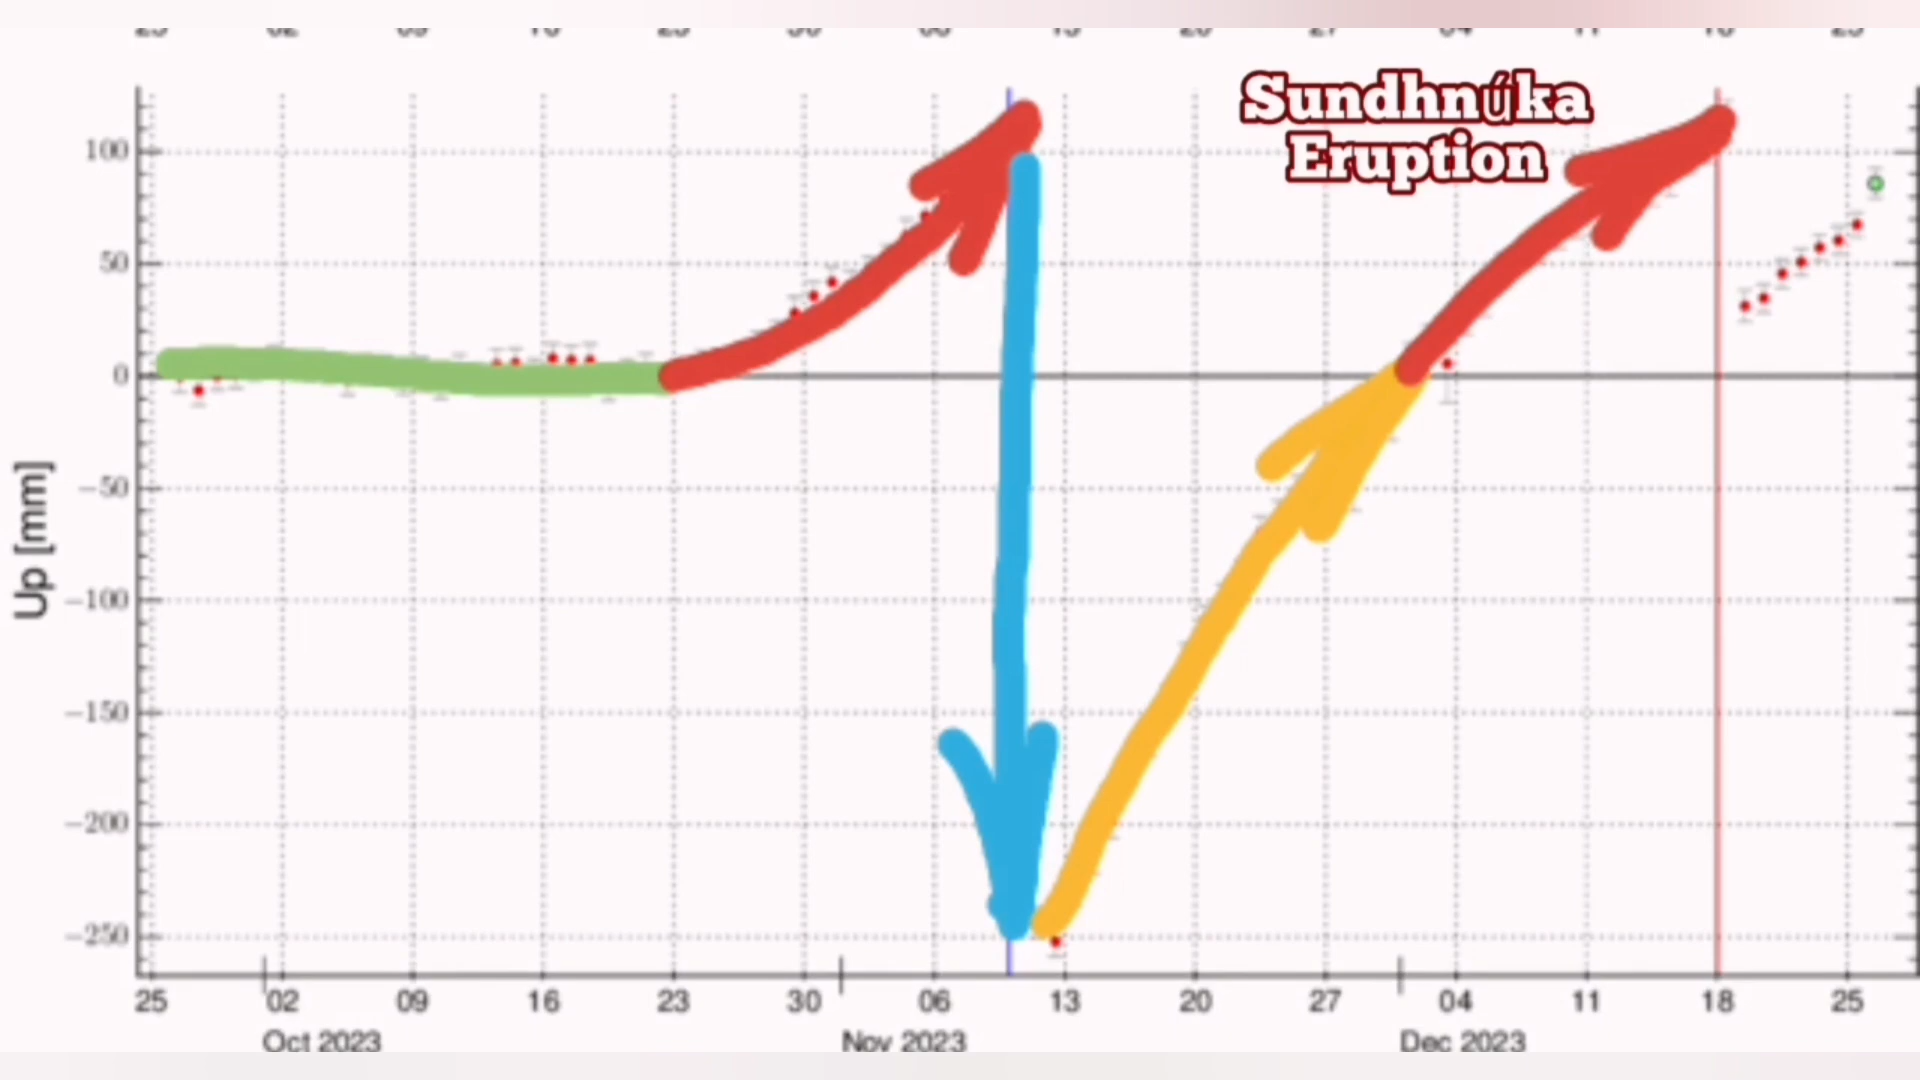 Sundhnúka
Eruption
100
50
0
−50
−100
−150
−200
−250
Up [mm]
25 02 09 16 23 30 06 13 20 27 04 11 18 25
Oct 2023 Nov 2023 Dec 2023